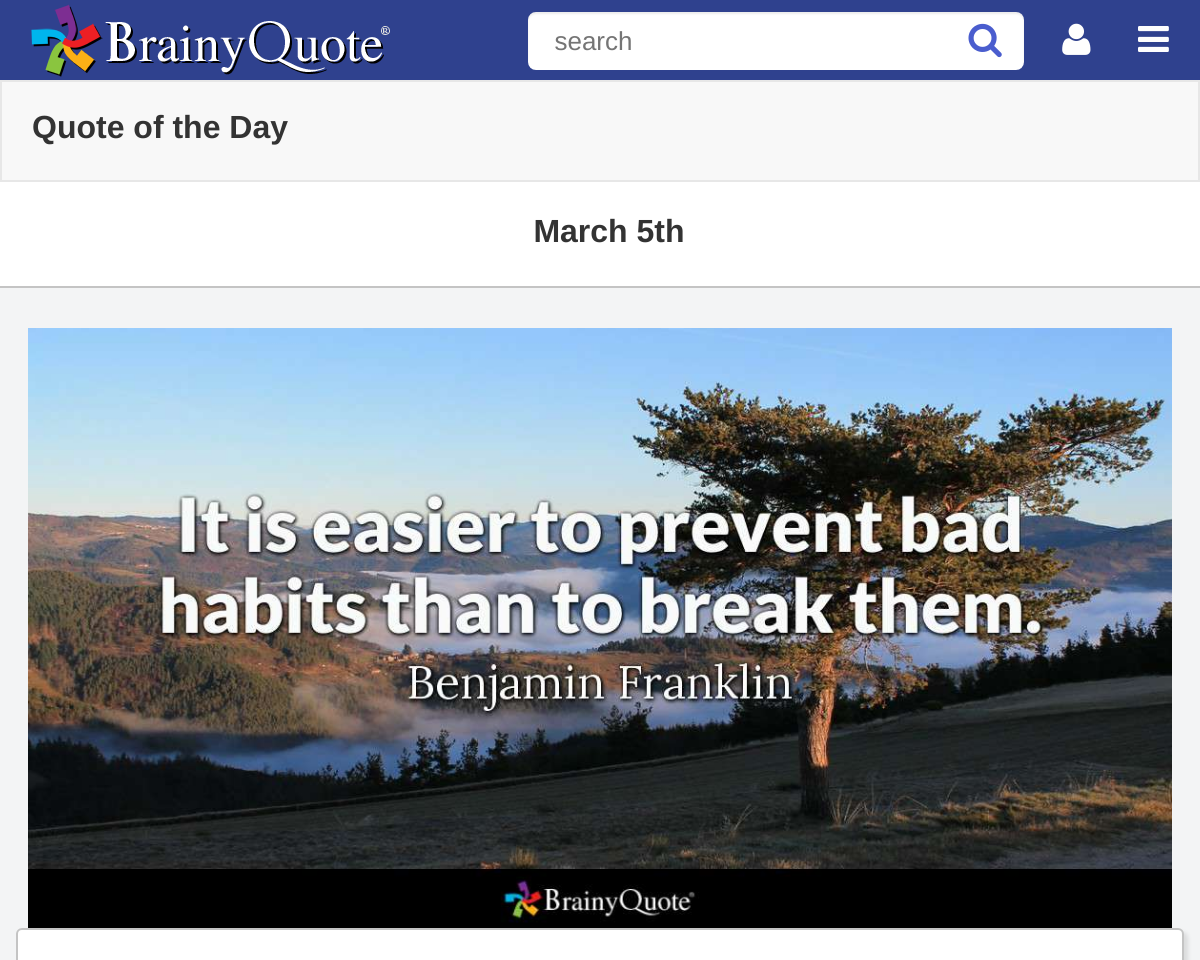 BrainyQuote®
search
Quote of the Day
March 5th
It is easier to prevent bad
habits than to break them.
Benjamin Franklin
BrainyQuote®